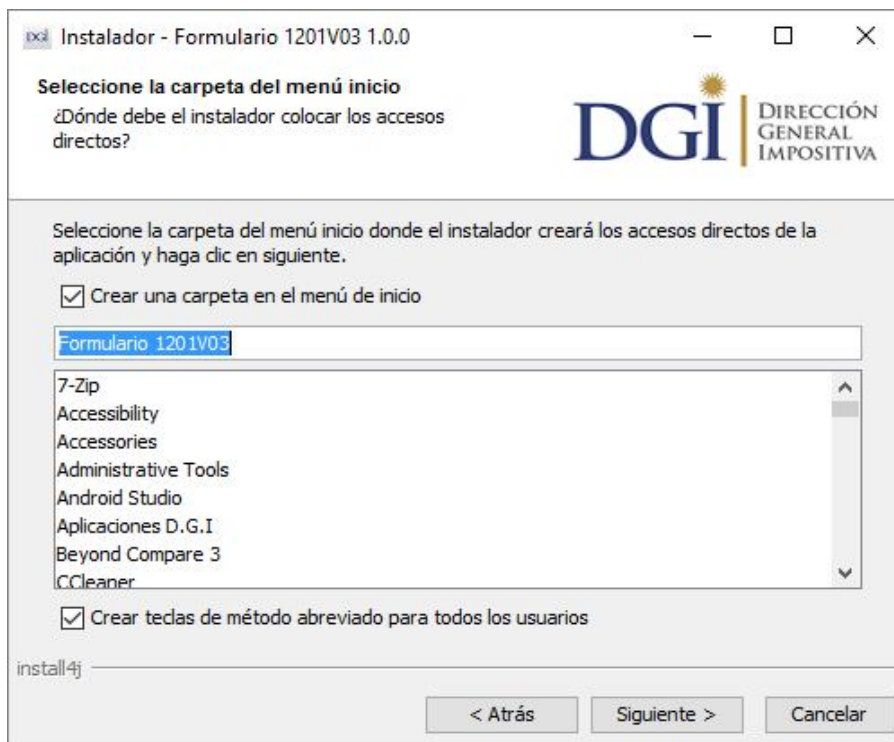 DGI Instalador - Formulario 1201V03 1.0.0
Seleccione la carpeta del menú inicio
¿Dónde debe el instalador colocar los accesos
directos?
DGI
DIRECCIÓN
GENERAL
IMPOSITIVA
Seleccione la carpeta del menú inicio donde el instalador creará los accesos directos de la
aplicación y haga clic en siguiente.
Crear una carpeta en el menú de inicio
Formulario 1201V03
7-Zip
Accessibility
Accessories
Administrative Tools
Android Studio
Aplicaciones D.G.I
Beyond Compare 3
CCleaner
Crear teclas de método abreviado para todos los usuarios
install4j
< Atrás
Siguiente >
Cancelar